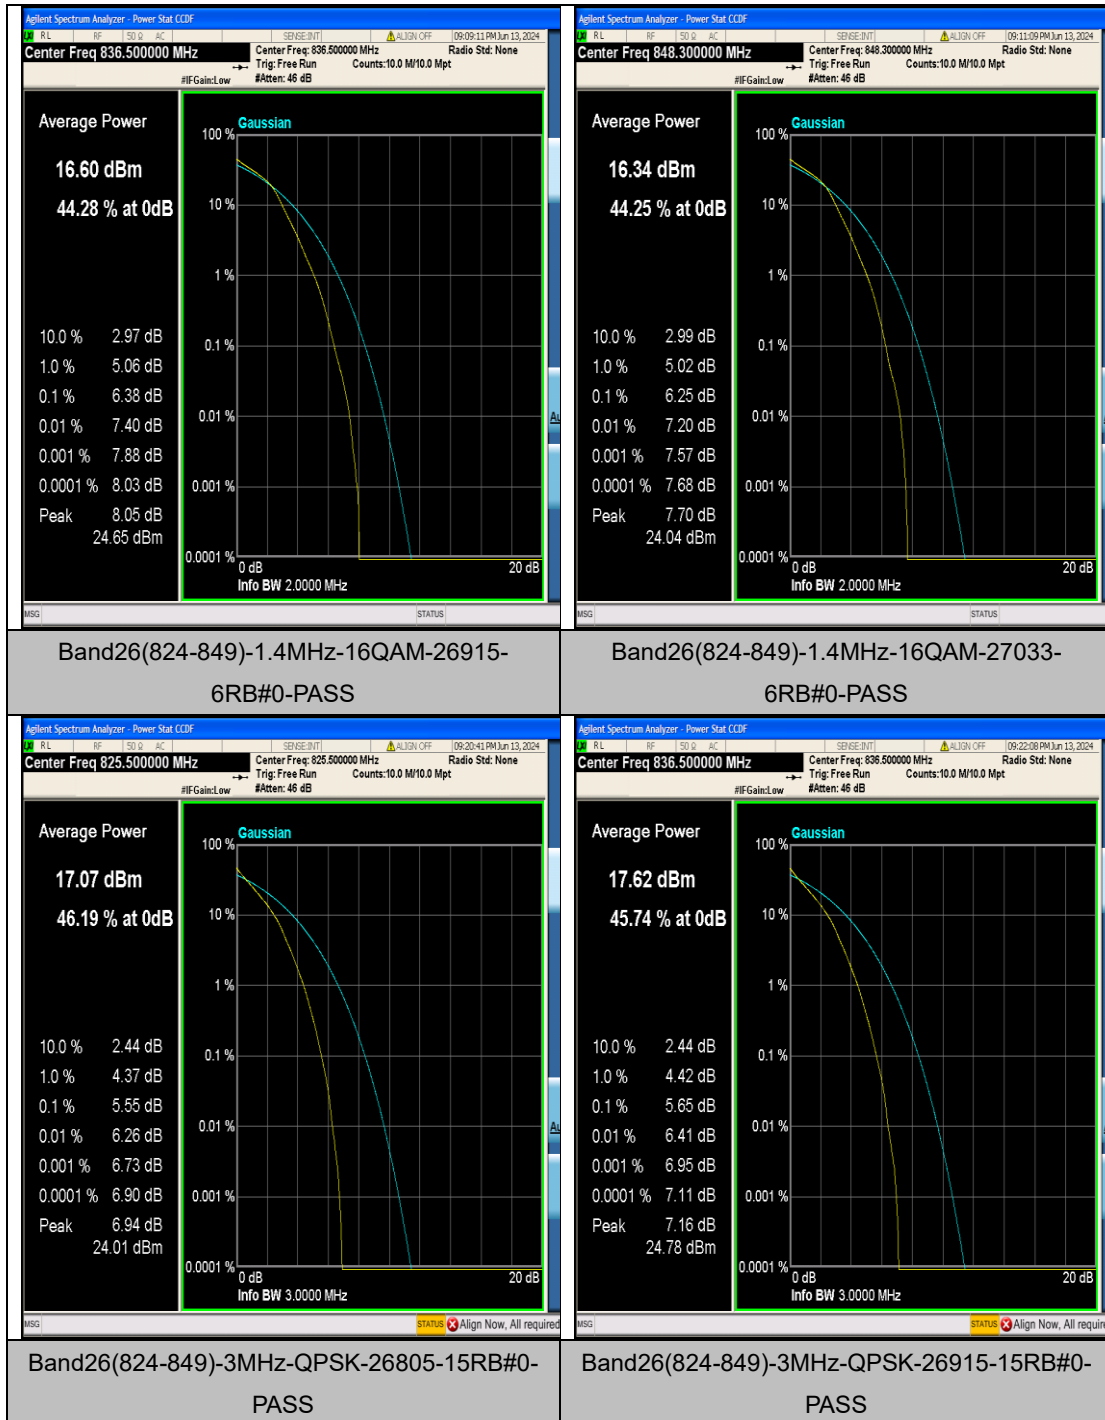 Agilent Spectrum Analyzer - Power Stat CCDF
RL RF 50 Ω AC SENSE:INT ALIGN OFF 09:09:11 PM Jun 13, 2024
Center Freq 836.500000 MHz
Center Freq: 836.500000 MHz Radio Std: None
Trig: Free Run Counts:10.0 M/10.0 Mpt
#IFGain:Low #Atten: 46 dB
Average Power
16.60 dBm
44.28 % at 0dB
10.0 % 2.97 dB
1.0 % 5.06 dB
0.1 % 6.38 dB
0.01 % 7.40 dB
0.001 % 7.88 dB
0.0001 % 8.03 dB
Peak 8.05 dB
24.65 dBm
Gaussian
100 %
10 %
1 %
0.1 %
0.01 %
0.001 %
0.0001 %
0 dB 20 dB
Info BW 2.0000 MHz
MSG STATUS
Agilent Spectrum Analyzer - Power Stat CCDF
RL RF 50 Ω AC SENSE:INT ALIGN OFF 09:11:09 PM Jun 13, 2024
Center Freq 848.300000 MHz
Center Freq: 848.300000 MHz Radio Std: None
Trig: Free Run Counts:10.0 M/10.0 Mpt
#IFGain:Low #Atten: 46 dB
Average Power
16.34 dBm
44.25 % at 0dB
10.0 % 2.99 dB
1.0 % 5.02 dB
0.1 % 6.25 dB
0.01 % 7.20 dB
0.001 % 7.57 dB
0.0001 % 7.68 dB
Peak 7.70 dB
24.04 dBm
Gaussian
100 %
10 %
1 %
0.1 %
0.01 %
0.001 %
0.0001 %
0 dB 20 dB
Info BW 2.0000 MHz
MSG STATUS
Band26(824-849)-1.4MHz-16QAM-26915-
6RB#0-PASS
Band26(824-849)-1.4MHz-16QAM-27033-
6RB#0-PASS
Agilent Spectrum Analyzer - Power Stat CCDF
RL RF 50 Ω AC SENSE:INT ALIGN OFF 09:20:41 PM Jun 13, 2024
Center Freq 825.500000 MHz
Center Freq: 825.500000 MHz Radio Std: None
Trig: Free Run Counts:10.0 M/10.0 Mpt
#IFGain:Low #Atten: 46 dB
Average Power
17.07 dBm
46.19 % at 0dB
10.0 % 2.44 dB
1.0 % 4.37 dB
0.1 % 5.55 dB
0.01 % 6.26 dB
0.001 % 6.73 dB
0.0001 % 6.90 dB
Peak 6.94 dB
24.01 dBm
Gaussian
100 %
10 %
1 %
0.1 %
0.01 %
0.001 %
0.0001 %
0 dB 20 dB
Info BW 3.0000 MHz
MSG STATUS Align Now, All required
Agilent Spectrum Analyzer - Power Stat CCDF
RL RF 50 Ω AC SENSE:INT ALIGN OFF 09:22:08 PM Jun 13, 2024
Center Freq 836.500000 MHz
Center Freq: 836.500000 MHz Radio Std: None
Trig: Free Run Counts:10.0 M/10.0 Mpt
#IFGain:Low #Atten: 46 dB
Average Power
17.62 dBm
45.74 % at 0dB
10.0 % 2.44 dB
1.0 % 4.42 dB
0.1 % 5.65 dB
0.01 % 6.41 dB
0.001 % 6.95 dB
0.0001 % 7.11 dB
Peak 7.16 dB
24.78 dBm
Gaussian
100 %
10 %
1 %
0.1 %
0.01 %
0.001 %
0.0001 %
0 dB 20 dB
Info BW 3.0000 MHz
MSG STATUS Align Now, All require
Band26(824-849)-3MHz-QPSK-26805-15RB#0-
PASS
Band26(824-849)-3MHz-QPSK-26915-15RB#0-
PASS